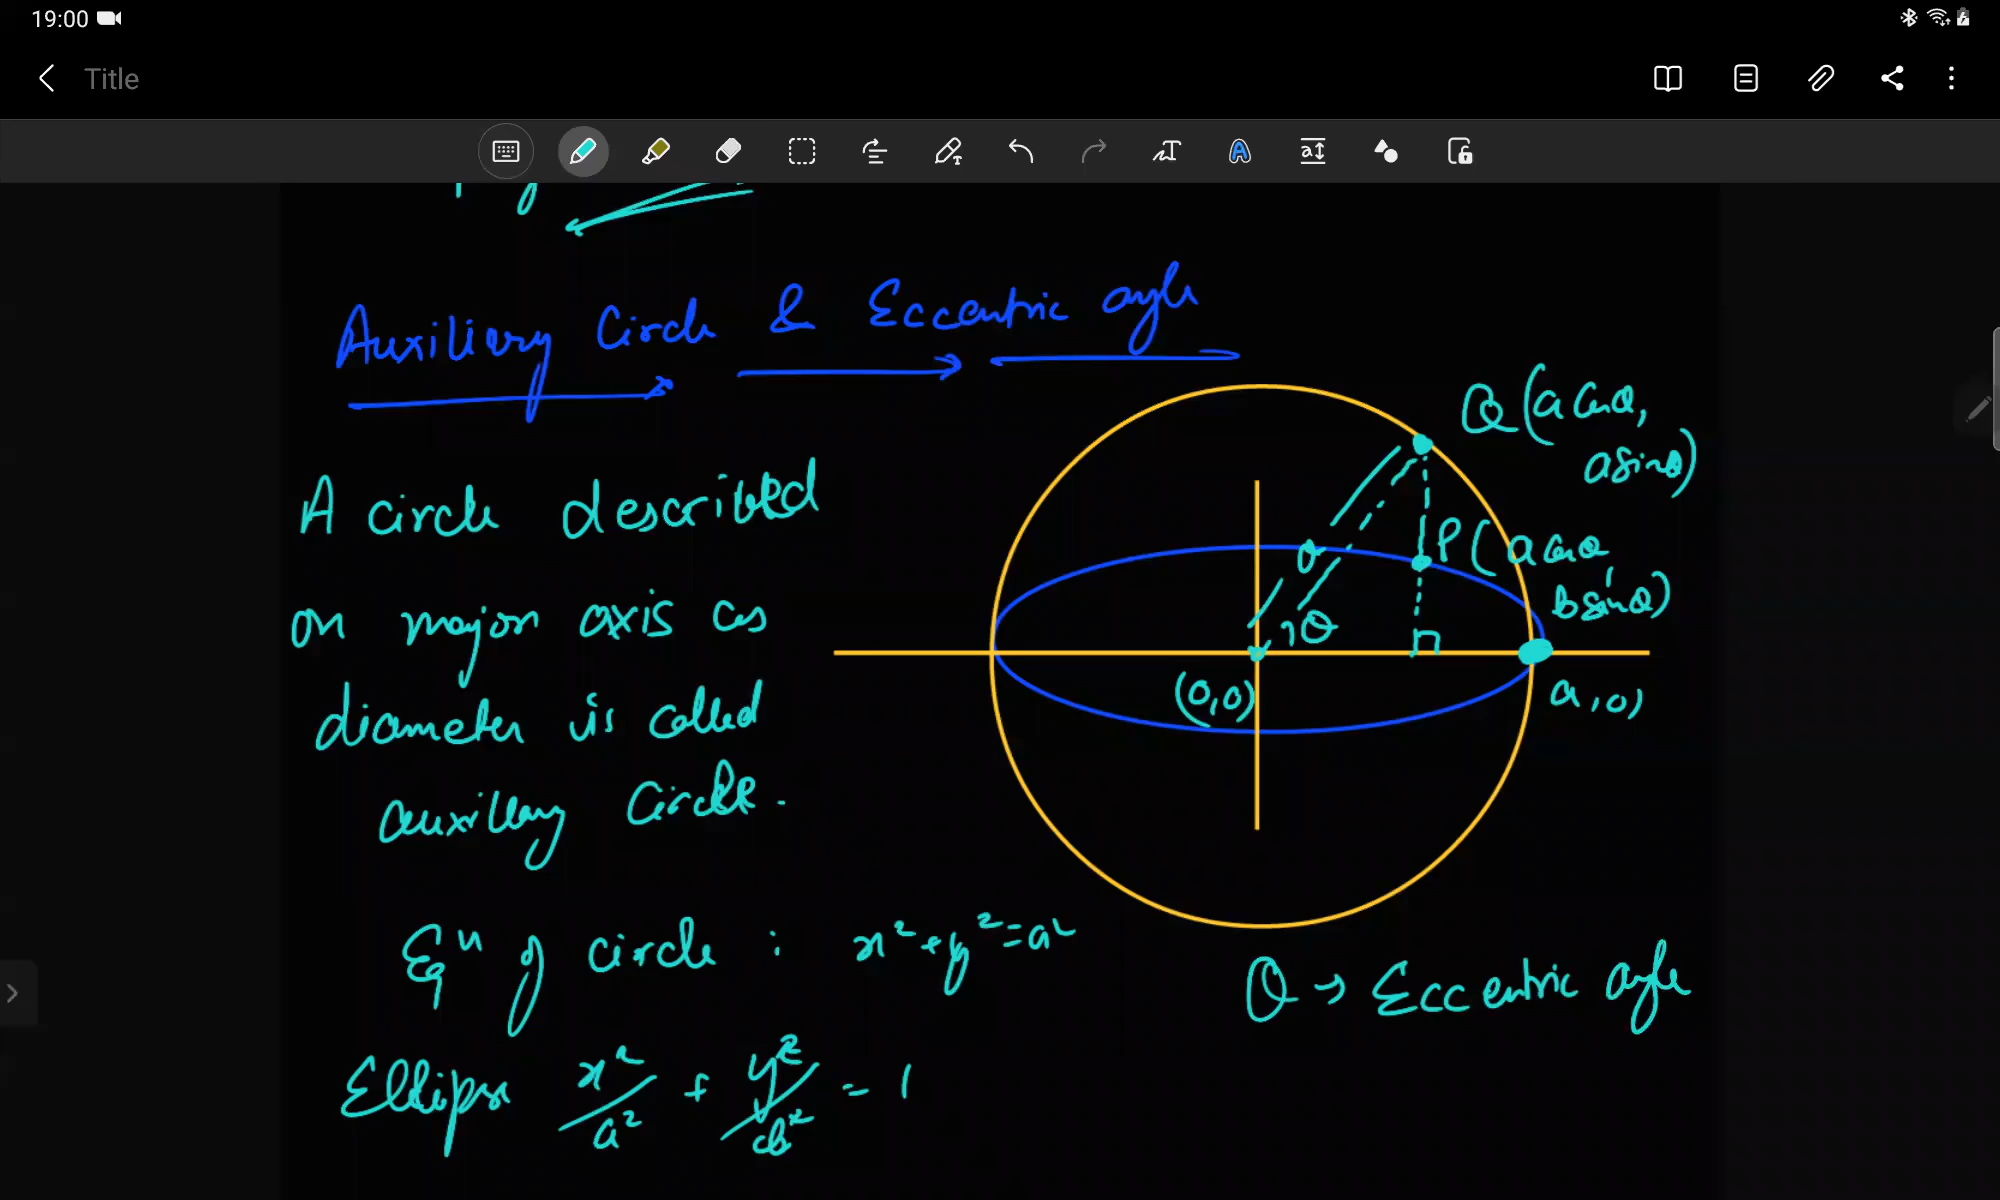 19:00
Title
Auxiliary Circle & Eccentric angle
A circle described
on major axis as
diameter is called
auxillary Circle.
Eqn of circle : x²+y²=a²
Ellipse x²/a² + y²/b² = 1
Q(a cosθ,
a sinθ)
P(a cosθ,
b sinθ)
a
θ
(0,0)
a,0)
θ → Eccentric angle